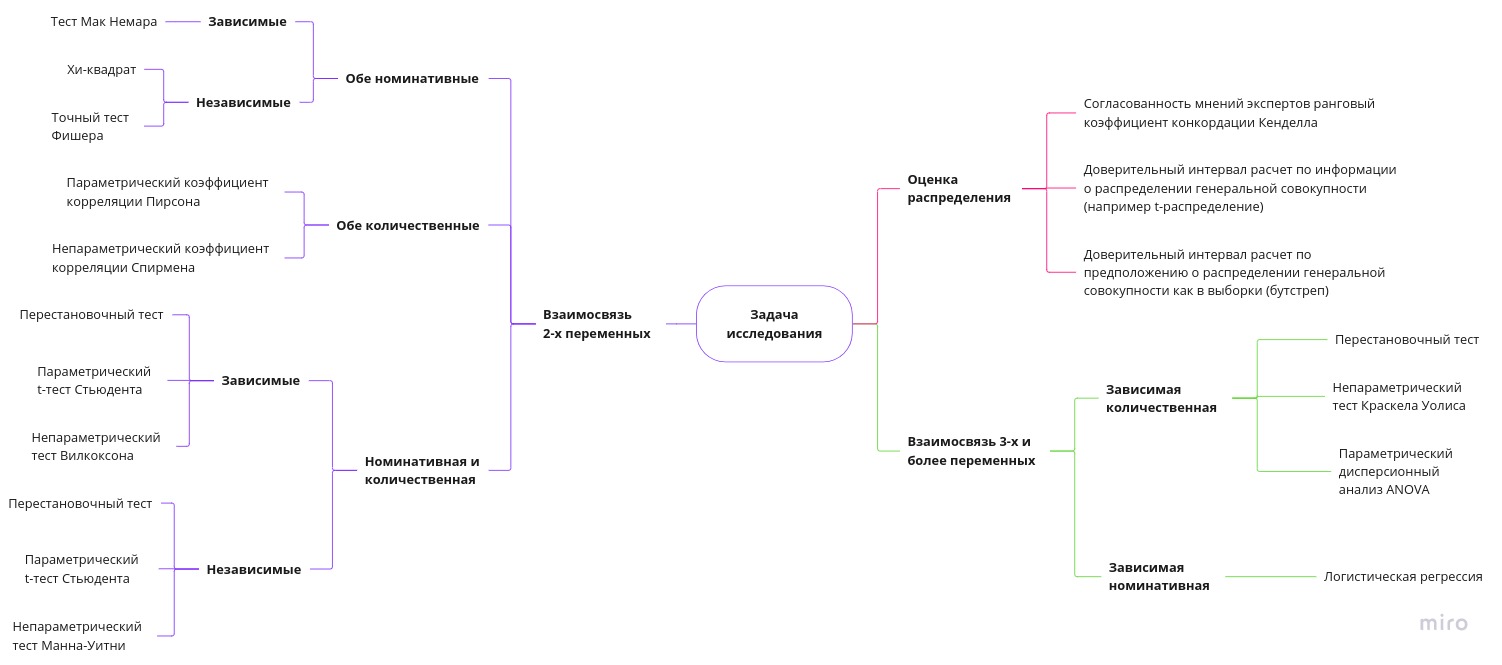 Тест Мак Немара
Зависимые
Хи-квадрат
Обе номинативные
Независимые
Точный тест
Фишера
Параметрический коэффициент
корреляции Пирсона
Обе количественные
Непараметрический коэффициент
корреляции Спирмена
Взаимосвязь
2-х переменных
Перестановочный тест
Параметрический
t-тест Стьюдента
Зависимые
Непараметрический
тест Вилкоксона
Номинативная и
количественная
Перестановочный тест
Параметрический
t-тест Стьюдента
Независимые
Непараметрический
тест Манна-Уитни
Задача
исследования
Оценка
распределения
Согласованность мнений экспертов ранговый
коэффициент конкордации Кенделла
Доверительный интервал расчет по информации
о распределении генеральной совокупности
(например t-распределение)
Доверительный интервал расчет по
предположению о распределении генеральной
совокупности как в выборки (бутстреп)
Взаимосвязь 3-х и
более переменных
Зависимая
количественная
Перестановочный тест
Непараметрический
тест Краскела Уолиса
Параметрический
дисперсионный
анализ ANOVA
Зависимая
номинативная
Логистическая регрессия
miro